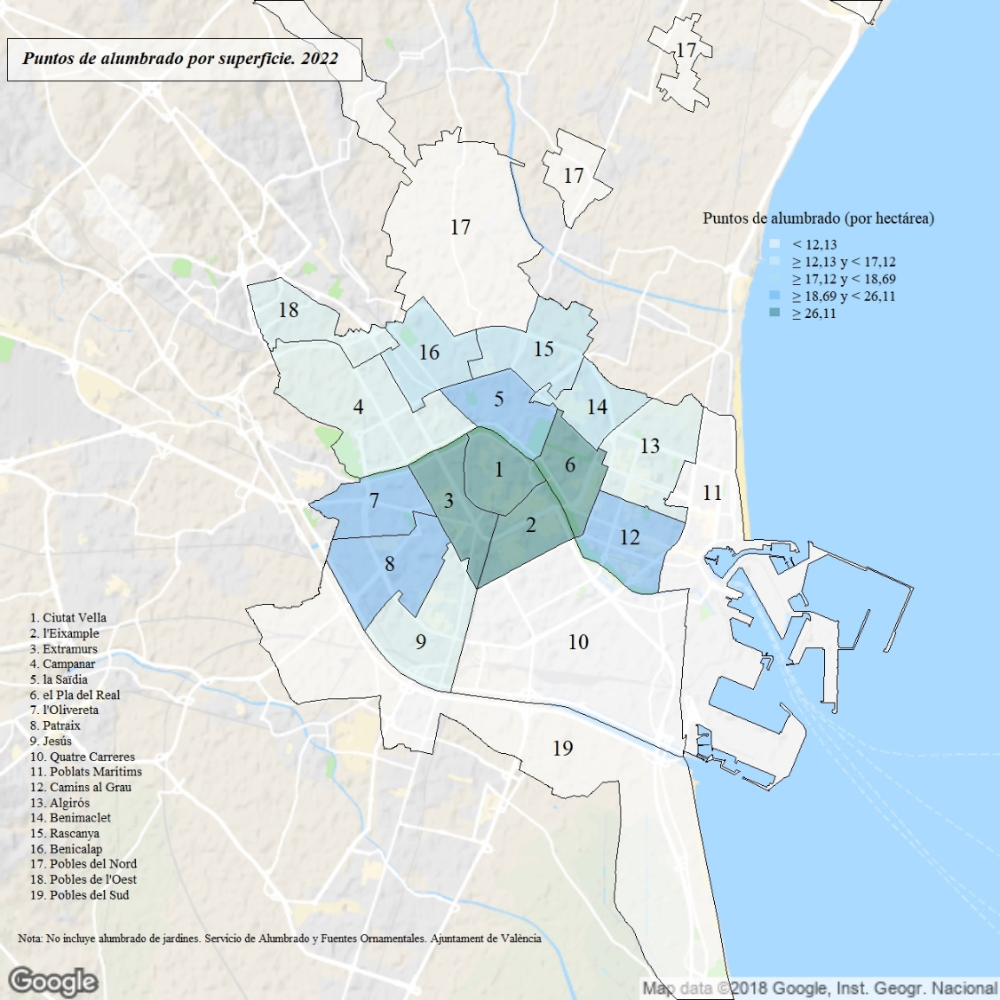 Puntos de alumbrado por superficie. 2022
17
17
17
Puntos de alumbrado (por hectárea)
< 12,13
≥ 12,13 y < 17,12
≥ 17,12 y < 18,69
≥ 18,69 y < 26,11
≥ 26,11
18
16
15
5
4
14
13
1
6
11
7
3
2
12
8
9
10
19
1. Ciutat Vella
2. l'Eixample
3. Extramurs
4. Campanar
5. la Saïdia
6. el Pla del Real
7. l'Olivereta
8. Patraix
9. Jesús
10. Quatre Carreres
11. Poblats Marítims
12. Camins al Grau
13. Algirós
14. Benimaclet
15. Rascanya
16. Benicalap
17. Pobles del Nord
18. Pobles de l'Oest
19. Pobles del Sud
Nota: No incluye alumbrado de jardines. Servicio de Alumbrado y Fuentes Ornamentales. Ajuntament de València
Google
Map data ©2018 Google, Inst. Geogr. Nacional